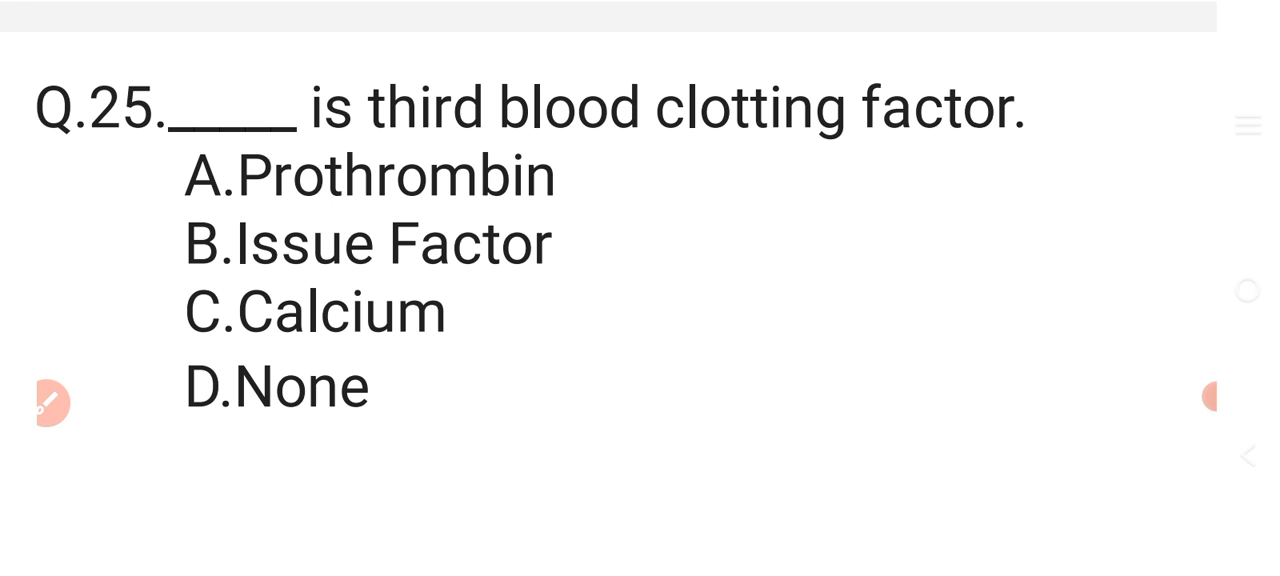 Q.25._____ is third blood clotting factor.
A.Prothrombin
B.Issue Factor
C.Calcium
D.None